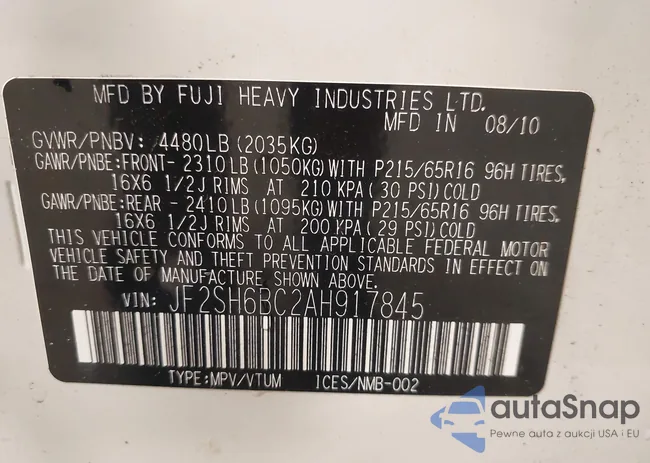 MFD BY FUJI HEAVY INDUSTRIES LTD.
MFD IN 08/10
GVWR/PNBV: 4480LB(2035KG)
GAWR/PNBE:FRONT-2310LB(1050KG)WITH P215/65R16 96H TIRES,
16X6 1/2J RIMS AT 210 KPA(30 PSI)COLD
GAWR/PNBE:REAR -2410LB(1095KG)WITH P215/65R16 96H TIRES,
16X6 1/2J RIMS AT 200 KPA(29 PSI)COLD
THIS VEHICLE CONFORMS TO ALL APPLICABLE FEDERAL MOTOR
VEHICLE SAFETY AND THEFT PREVENTION STANDARDS IN EFFECT ON
THE DATE OF MANUFACTURE SHOWN ABOVE.
VIN: JF2SH6BC2AH917845
TYPE:MPV/VTUM ICES/NMB-002
autaSnap
Pewne auta z aukcji USA i EU